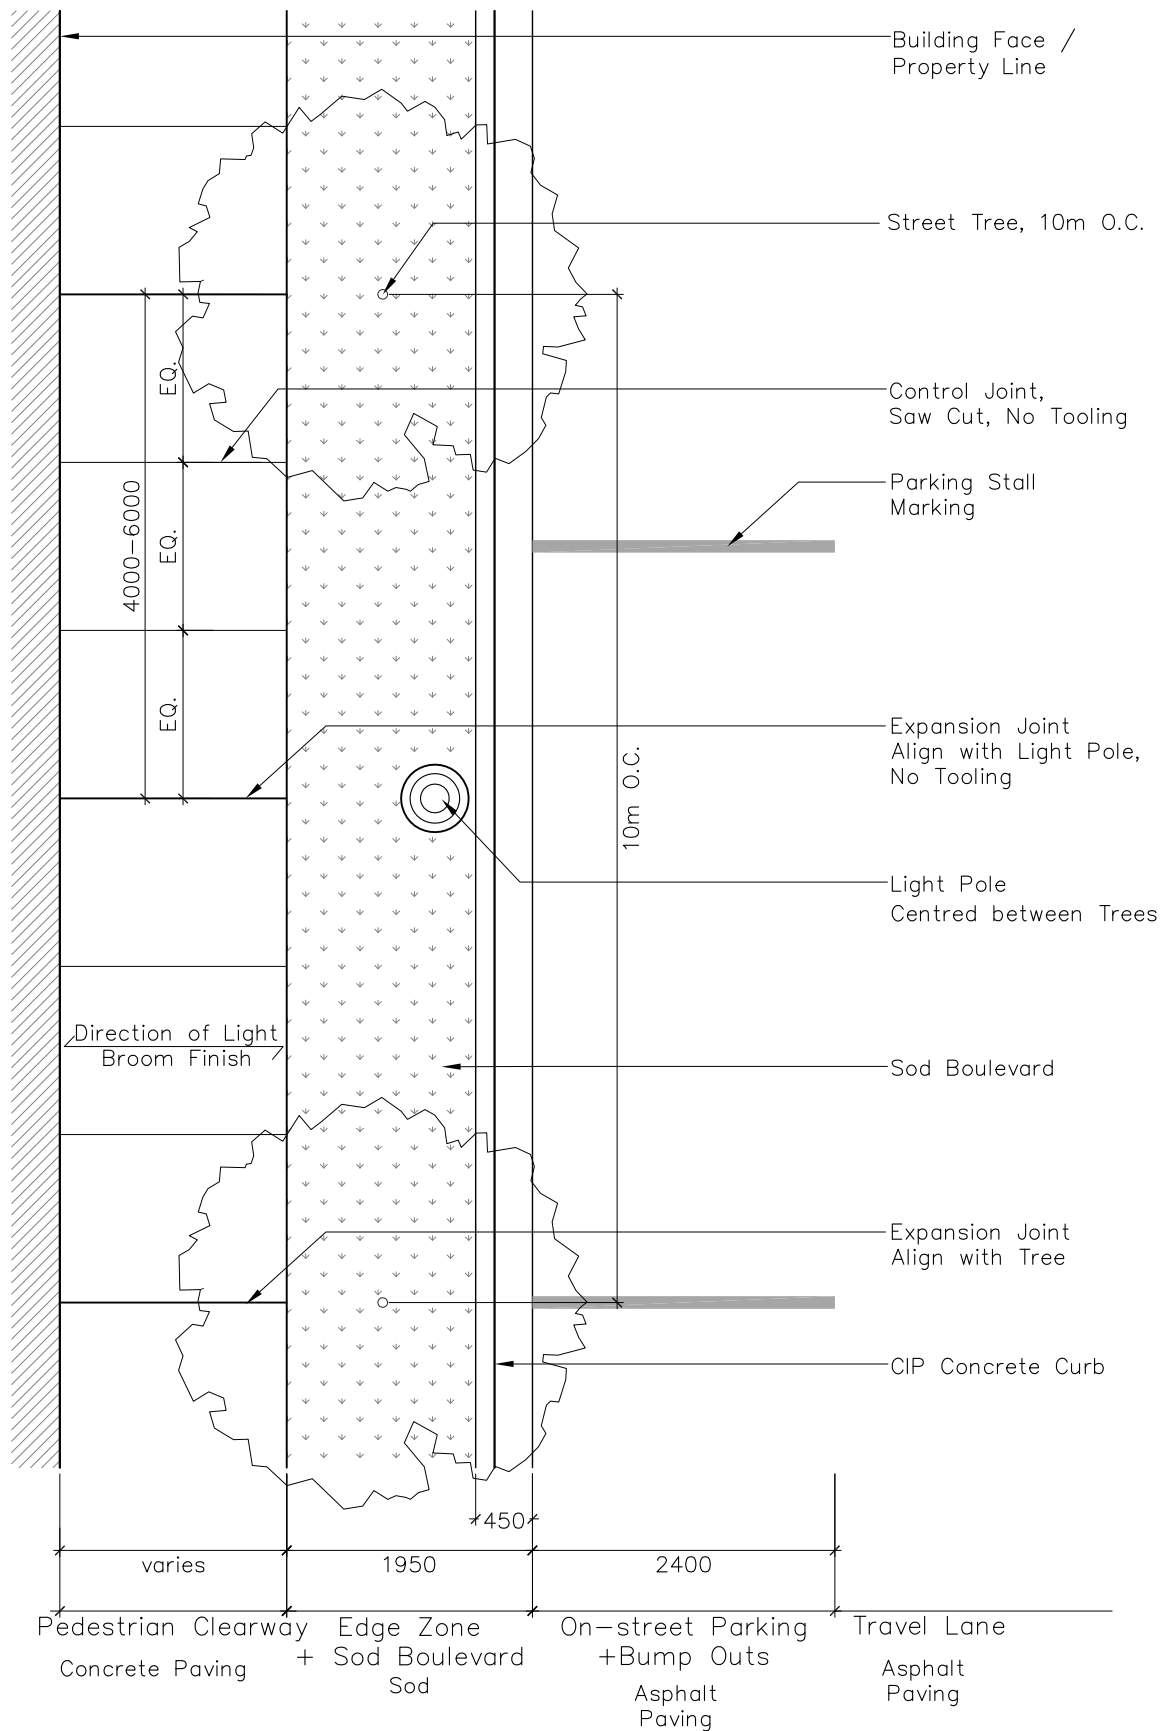 Building Face /
Property Line
Street Tree, 10m O.C.
EQ.
Control Joint,
Saw Cut, No Tooling
Parking Stall
Marking
4000-6000
EQ.
EQ.
Expansion Joint
Align with Light Pole,
No Tooling
10m O.C.
Light Pole
Centred between Trees
Direction of Light
Broom Finish
Sod Boulevard
Expansion Joint
Align with Tree
CIP Concrete Curb
450
varies
1950
2400
Pedestrian Clearway
Concrete Paving
Edge Zone
+ Sod Boulevard
Sod
On-street Parking
+Bump Outs
Asphalt
Paving
Travel Lane
Asphalt
Paving